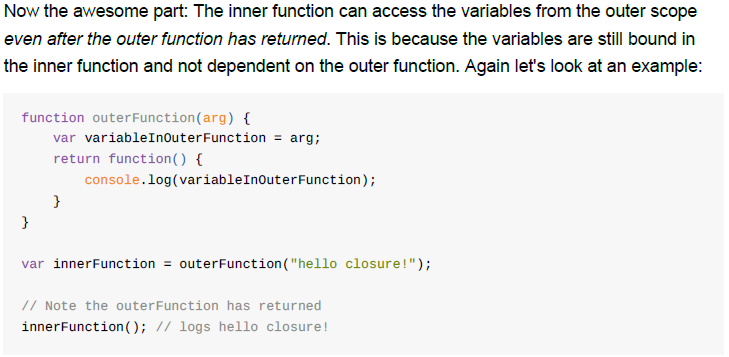 Now the awesome part: The inner function can access the variables from the outer scope
even after the outer function has returned. This is because the variables are still bound in
the inner function and not dependent on the outer function. Again let's look at an example:
function outerFunction(arg) {
    var variableInOuterFunction = arg;
    return function() {
        console.log(variableInOuterFunction);
    }
}
var innerFunction = outerFunction("hello closure!");
// Note the outerFunction has returned
innerFunction(); // logs hello closure!